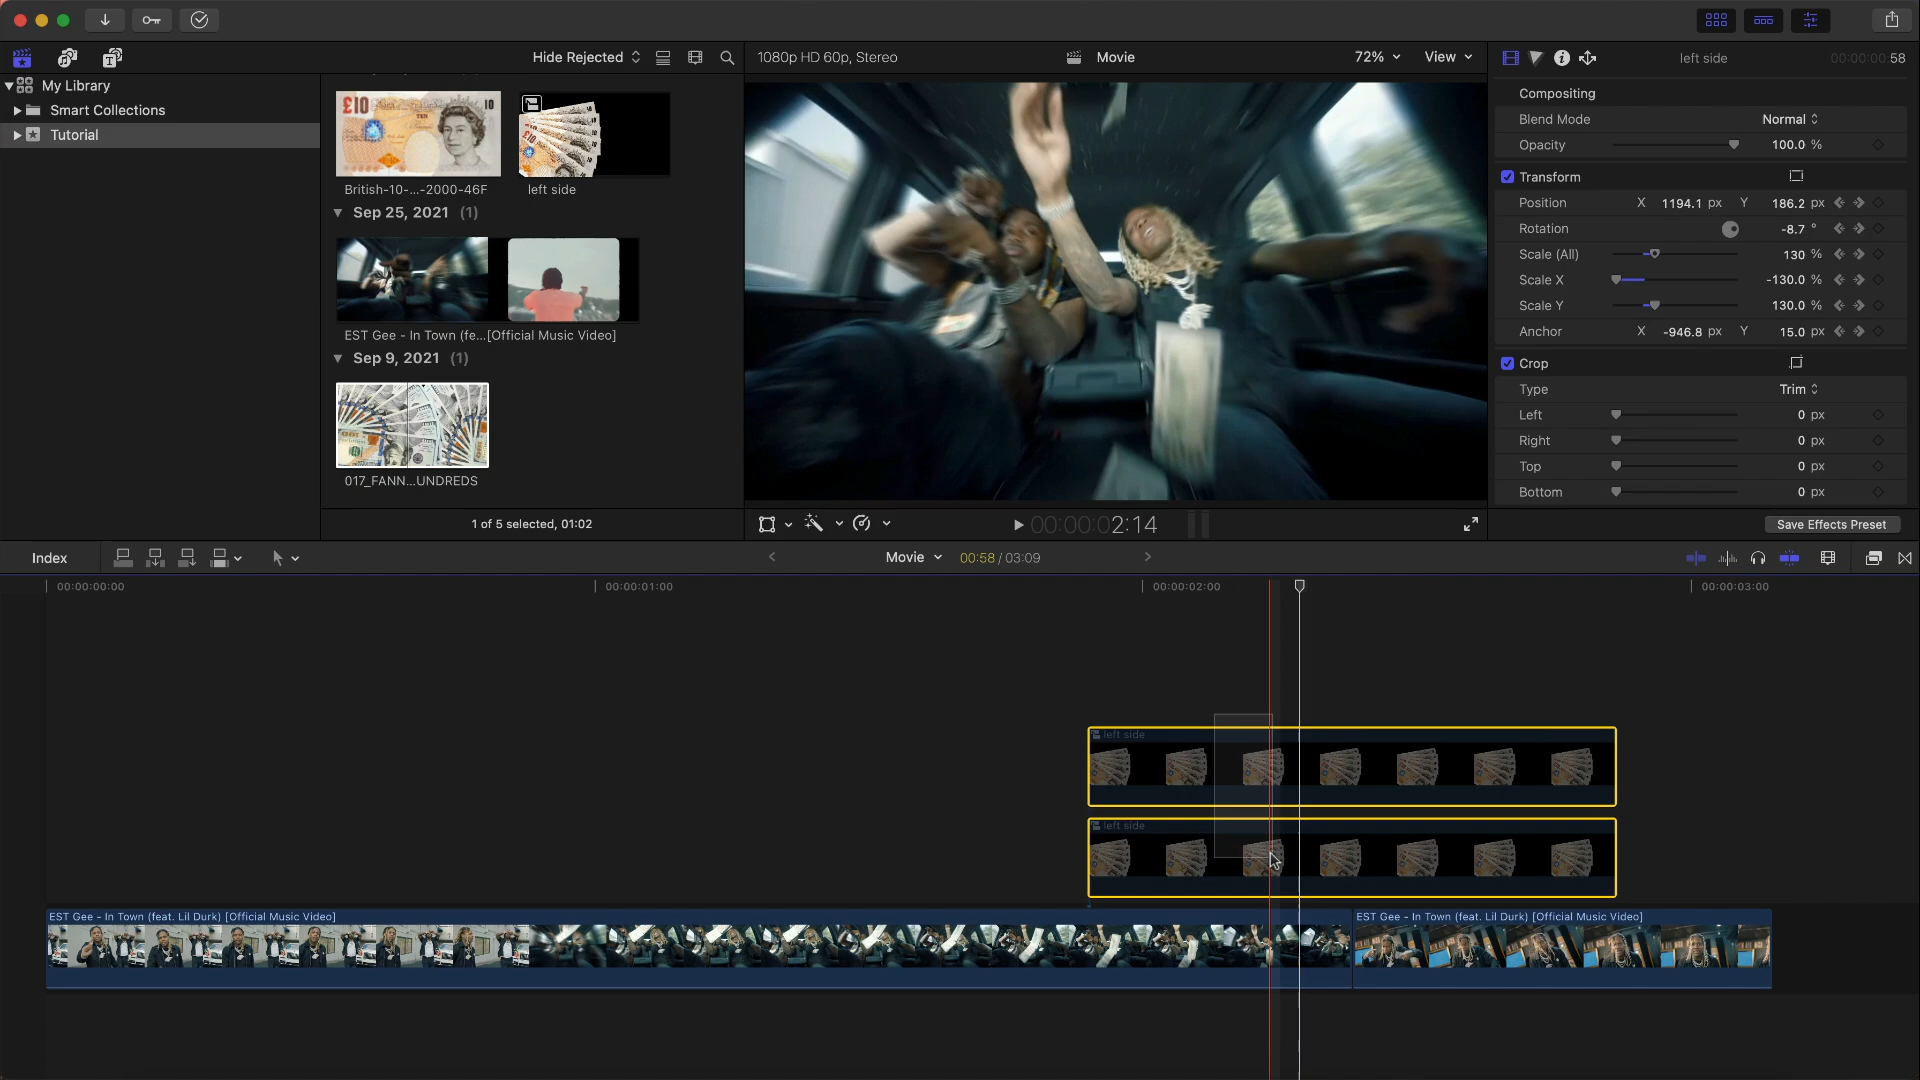 Hide Rejected
1080p HD 60p, Stereo
Movie
72%
View
left side
00:00:00:58
My Library
Smart Collections
Tutorial
British-10-...-2000-46F
left side
Sep 25, 2021 (1)
EST Gee - In Town (fe...[Official Music Video]
Sep 9, 2021 (1)
017_FANN...UNDREDS
1 of 5 selected, 01:02
00:00:02:14
Compositing
Blend Mode
Normal
Opacity
100.0 %
Transform
Position
X 1194.1 px Y 186.2 px
Rotation
-8.7 °
Scale (All)
130 %
Scale X
-130.0 %
Scale Y
130.0 %
Anchor
X -946.8 px Y 15.0 px
Crop
Type
Trim
Left
0 px
Right
0 px
Top
0 px
Bottom
0 px
Save Effects Preset
Index
Movie
00:58 / 03:09
00:00:00:00
00:00:01:00
00:00:02:00
00:00:03:00
left side
left side
EST Gee - In Town (feat. Lil Durk) [Official Music Video]
EST Gee - In Town (feat. Lil Durk) [Official Music Video]